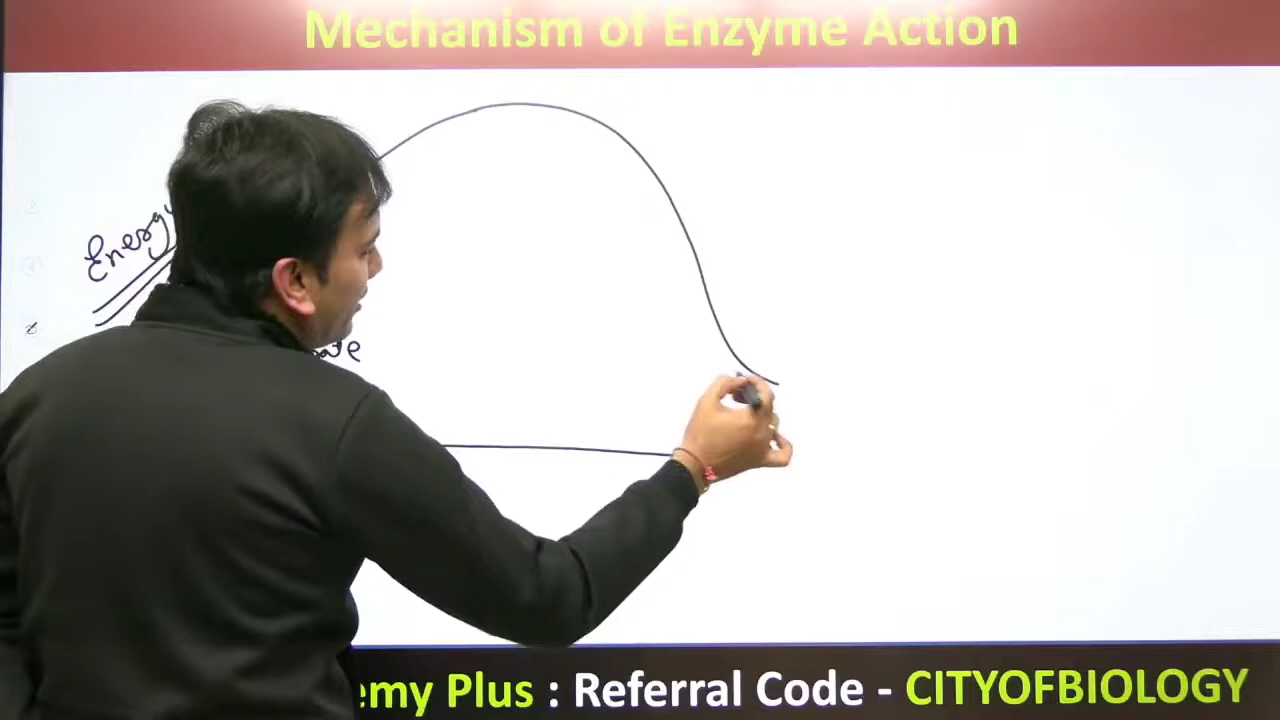 Mechanism of Enzyme Action
Energy
emy Plus : Referral Code - CITYOFBIOLOGY